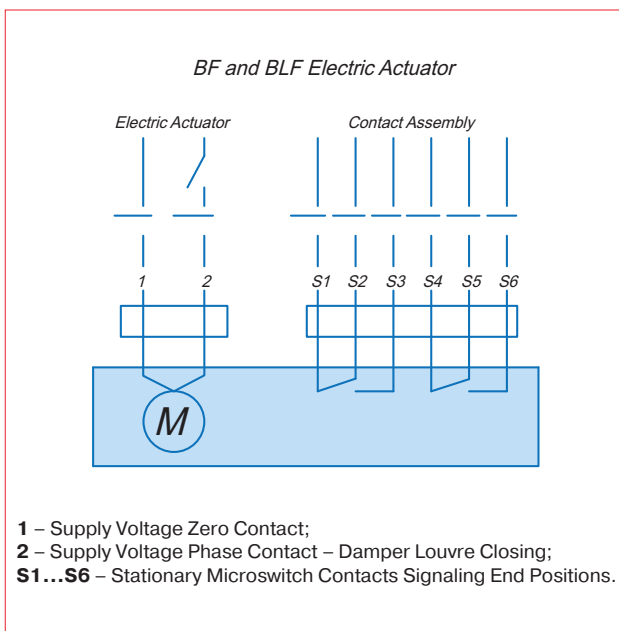 BF and BLF Electric Actuator
Electric Actuator Contact Assembly
1 2 S1 S2 S3 S4 S5 S6
M
1 – Supply Voltage Zero Contact;
2 – Supply Voltage Phase Contact – Damper Louvre Closing;
S1...S6 – Stationary Microswitch Contacts Signaling End Positions.